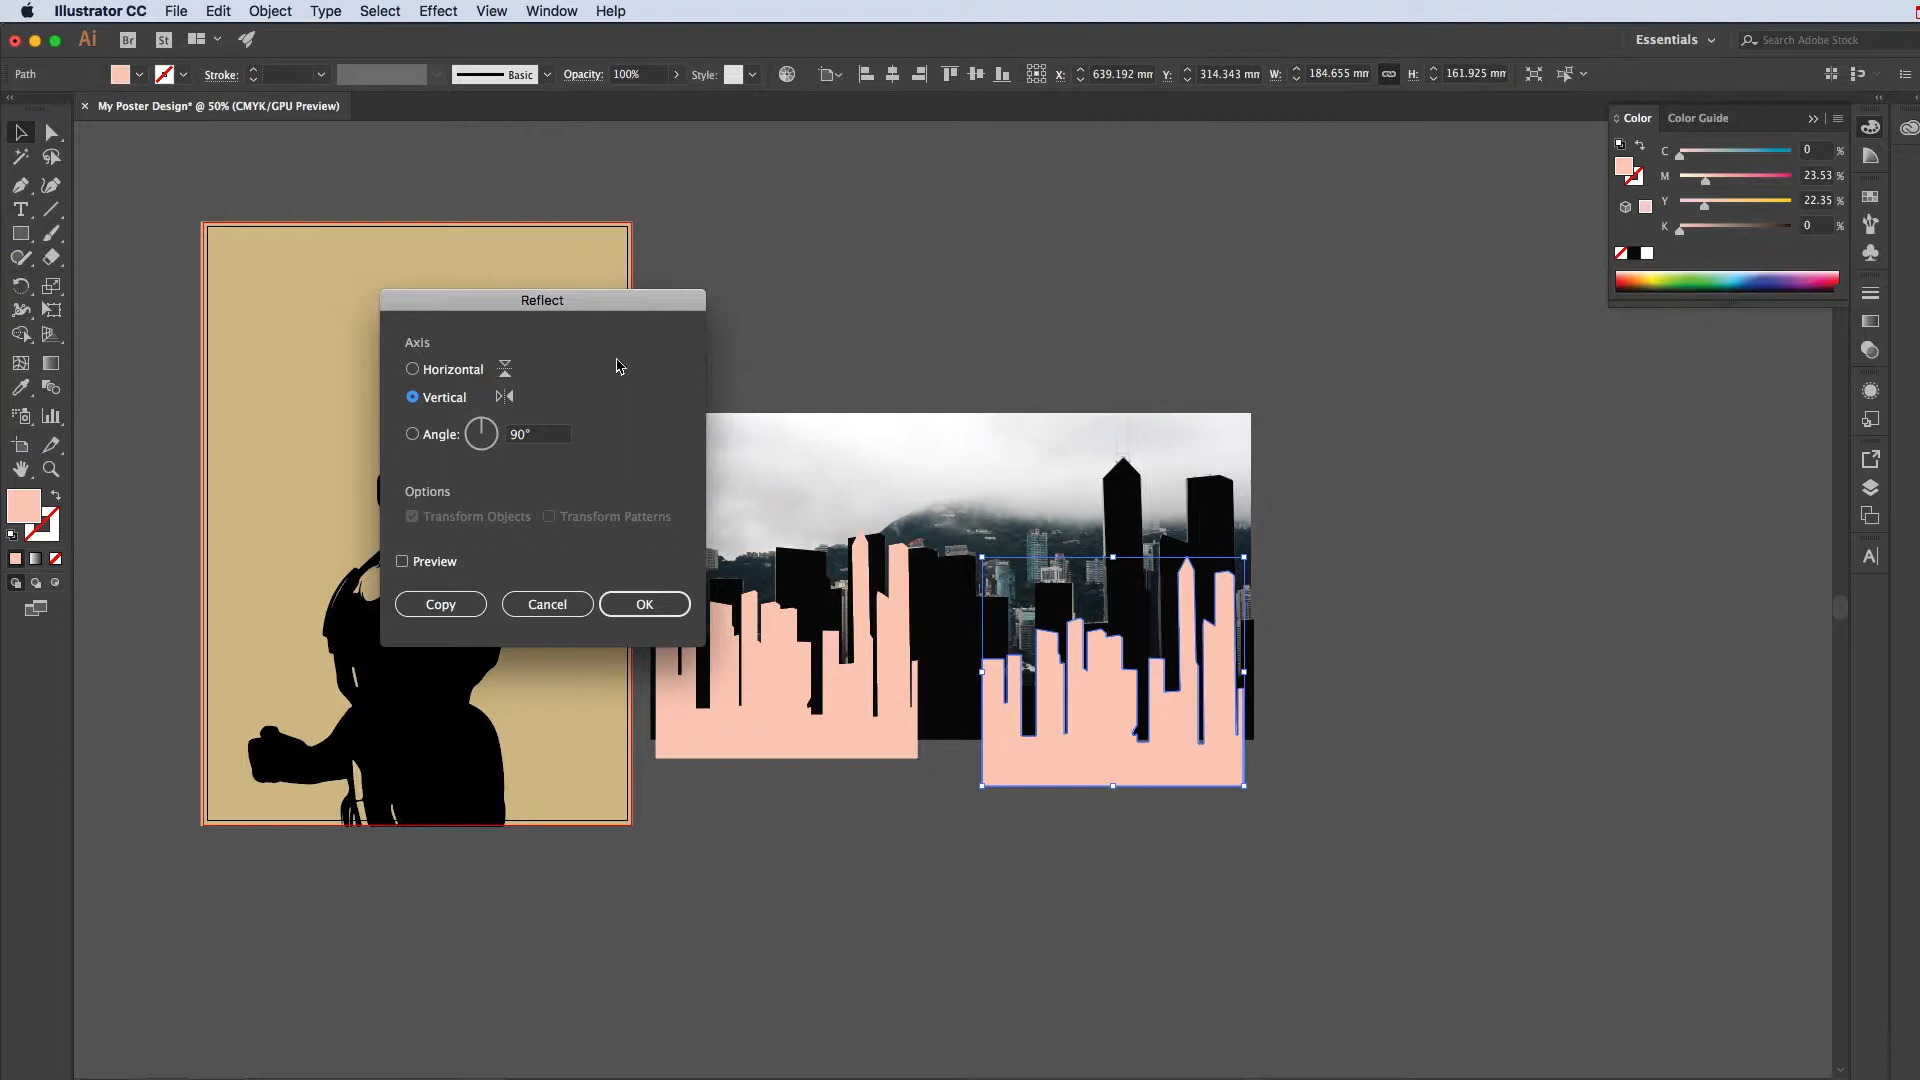 Illustrator CC File Edit Object Type Select Effect View Window Help
Ai Br St Essentials Search Adobe Stock
Path Stroke: Basic Opacity: 100% Style: X: 639.192 mm Y: 314.343 mm W: 184.655 mm H: 161.925 mm
× My Poster Design* @ 50% (CMYK/GPU Preview)
Color Color Guide
C 0 %
M 23.53 %
Y 22.35 %
K 0 %
Reflect
Axis
Horizontal
Vertical
Angle: 90°
Options
Transform Objects Transform Patterns
Preview
Copy Cancel OK